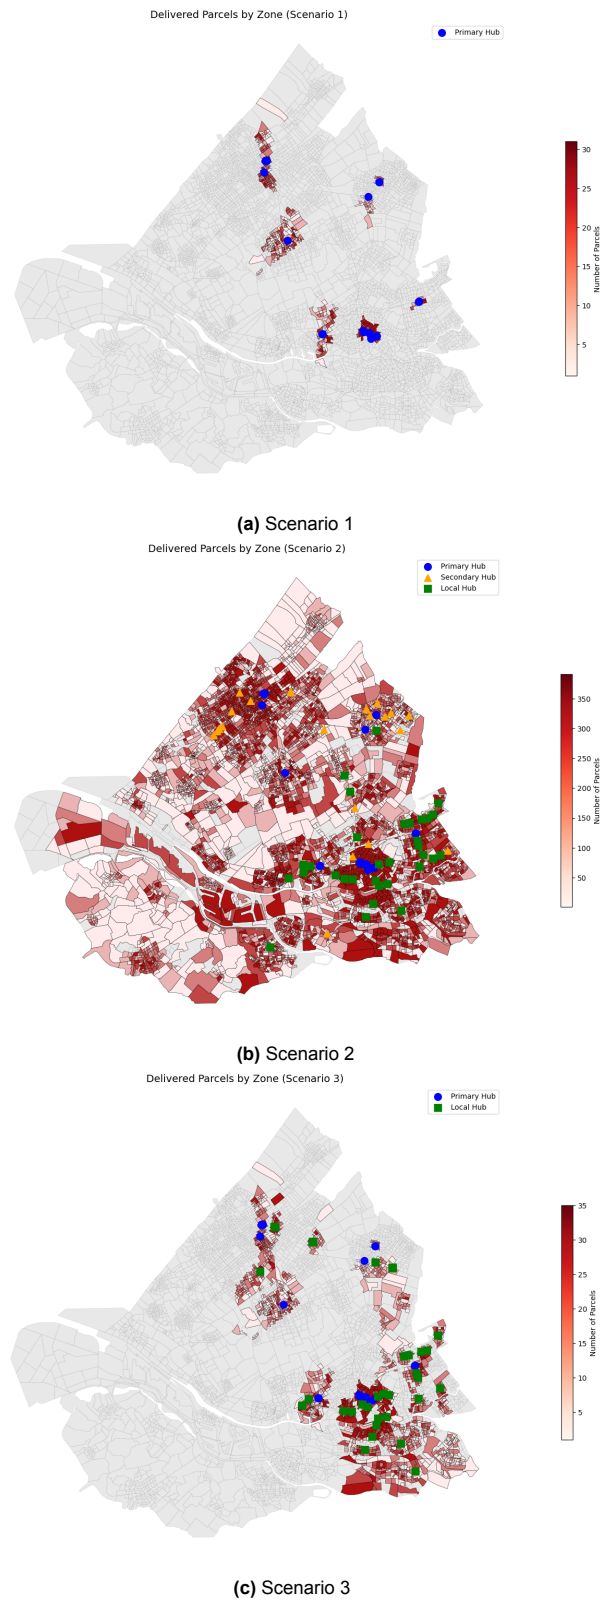 Delivered Parcels by Zone (Scenario 1)
Primary Hub
30
25
20
15
10
5
Number of Parcels
(a) Scenario 1
Delivered Parcels by Zone (Scenario 2)
Primary Hub
Secondary Hub
Local Hub
350
300
250
200
150
100
50
Number of Parcels
(b) Scenario 2
Delivered Parcels by Zone (Scenario 3)
Primary Hub
Local Hub
35
30
25
20
15
10
5
Number of Parcels
(c) Scenario 3